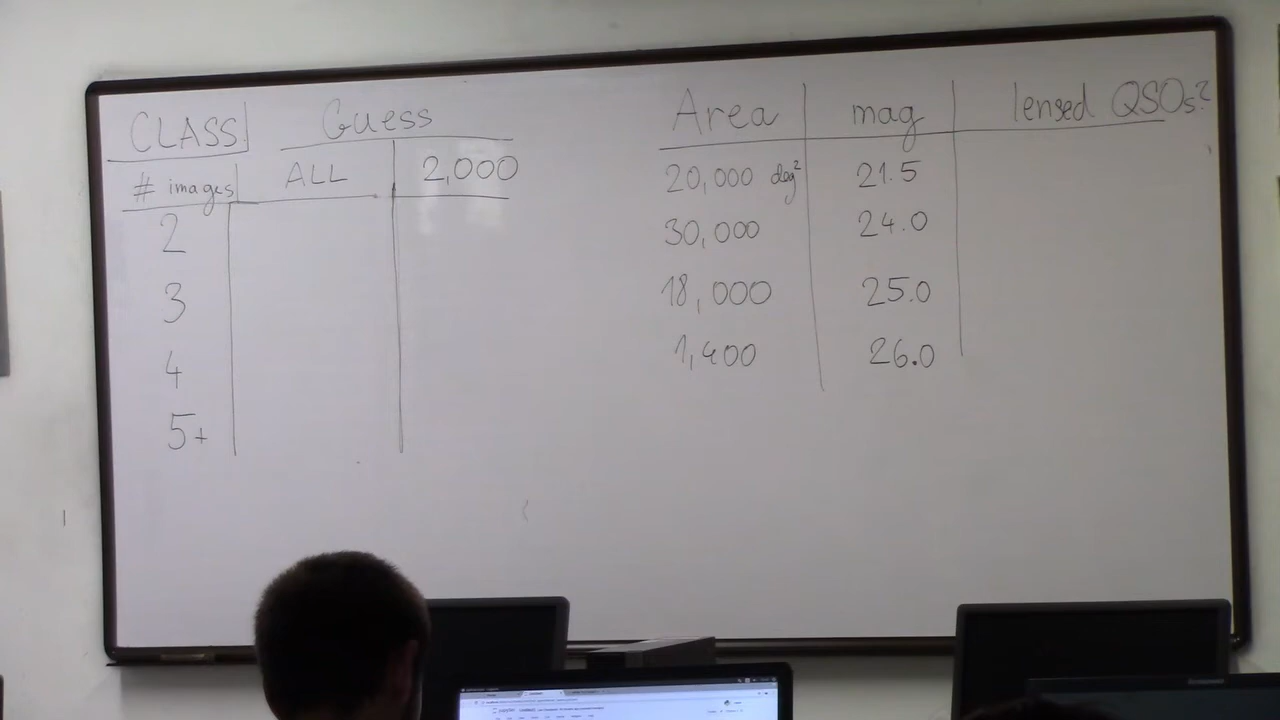 CLASS Guess
# images ALL 2,000
2
3
4
5+
Area mag lensed QSOs?
20,000 deg² 21.5
30,000 24.0
18,000 25.0
1,400 26.0